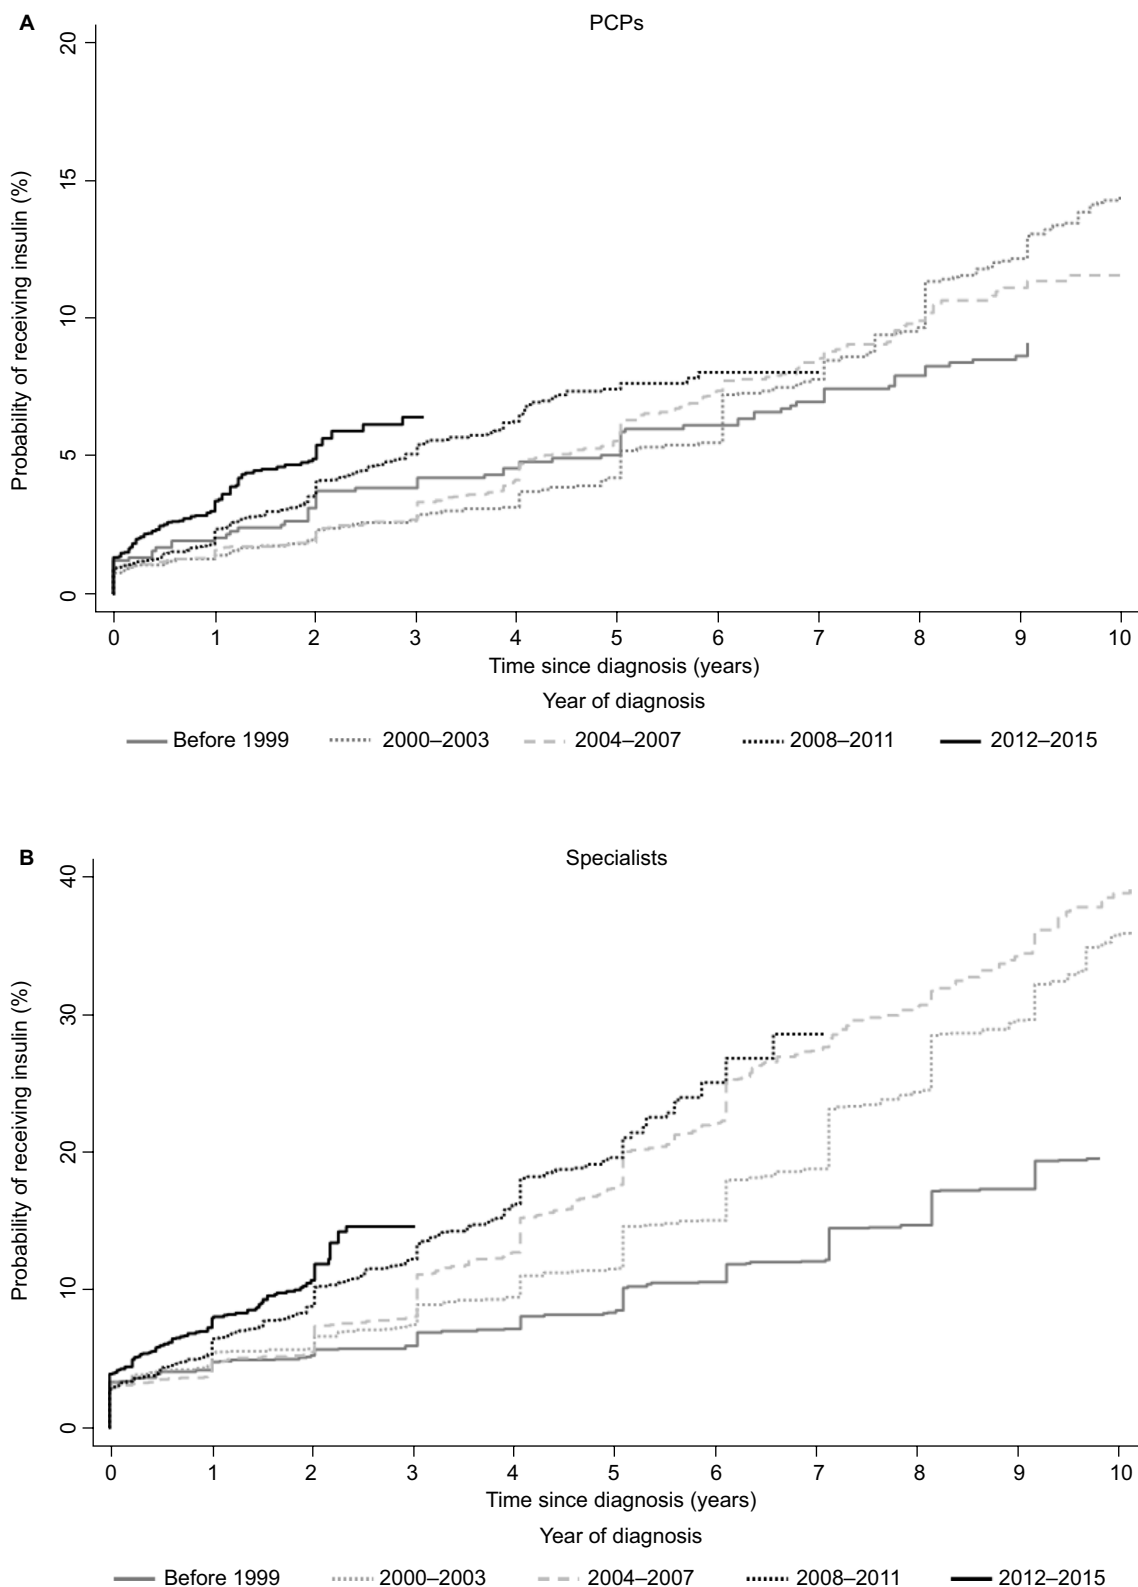 A
PCPs
Probability of receiving insulin (%)
20
15
10
5
0
0 1 2 3 4 5 6 7 8 9 10
Time since diagnosis (years)
Year of diagnosis
Before 1999 2000–2003 2004–2007 2008–2011 2012–2015
B
Specialists
Probability of receiving insulin (%)
40
30
20
10
0
0 1 2 3 4 5 6 7 8 9 10
Time since diagnosis (years)
Year of diagnosis
Before 1999 2000–2003 2004–2007 2008–2011 2012–2015